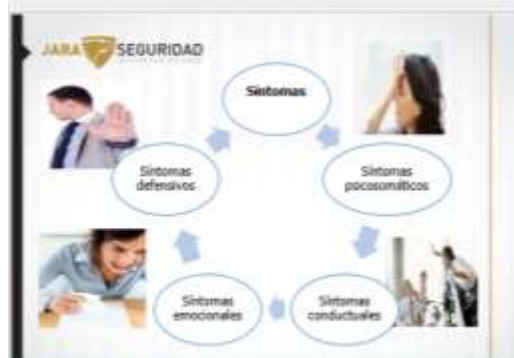 JARA SEGURIDAD
Síntomas
Síntomas
psicosomáticos
Síntomas
conductuales
Síntomas
emocionales
Síntomas
defensivos